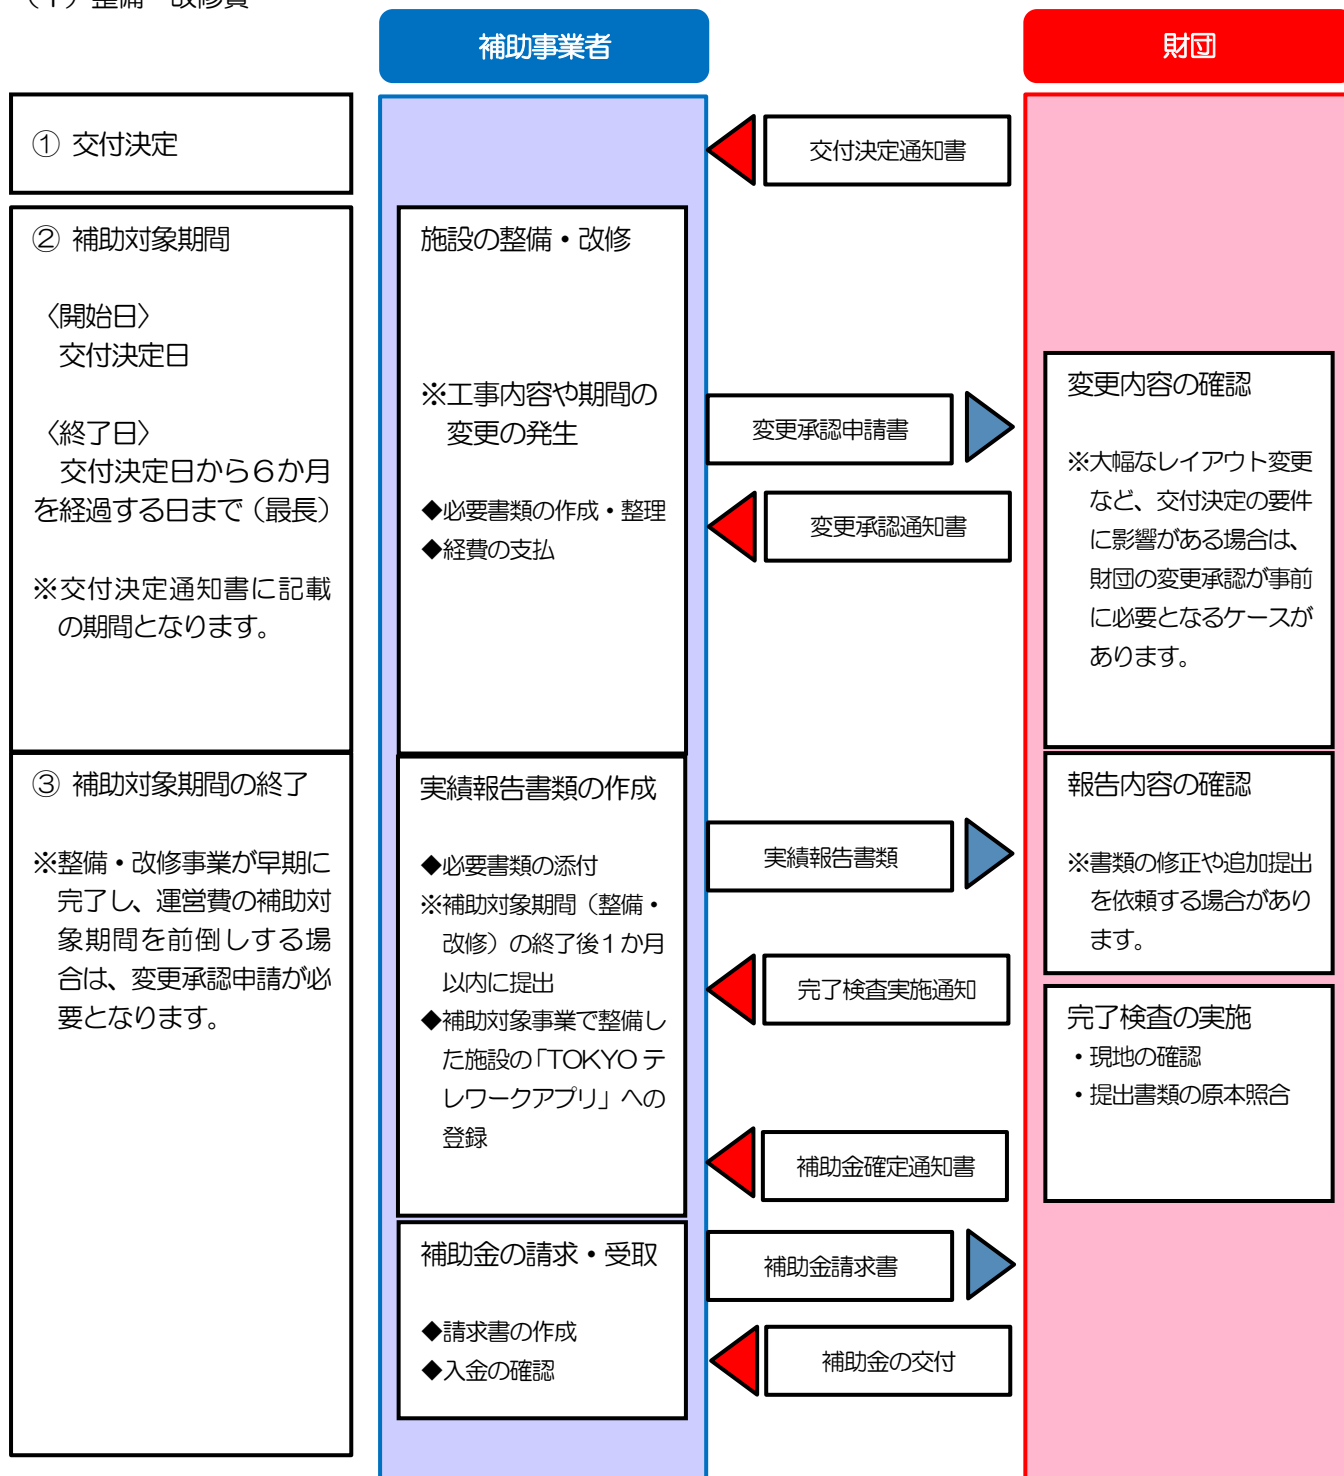 （１）整備・改修費
補助事業者
財団
① 交付決定
交付決定通知書
② 補助対象期間
〈開始日〉
交付決定日
〈終了日〉
交付決定日から６か月
を経過する日まで（最長）
※交付決定通知書に記載
の期間となります。
施設の整備・改修
※工事内容や期間の
変更の発生
◆必要書類の作成・整理
◆経費の支払
変更承認申請書
変更承認通知書
変更内容の確認
※大幅なレイアウト変更
など、交付決定の要件
に影響がある場合は、
財団の変更承認が事前
に必要となるケースが
あります。
③ 補助対象期間の終了
※整備・改修事業が早期に
完了し、運営費の補助対
象期間を前倒しする場
合は、変更承認申請が必
要となります。
実績報告書類の作成
◆必要書類の添付
※補助対象期間（整備・
改修）の終了後１か月
以内に提出
◆補助対象事業で整備し
た施設の「TOKYO テ
レワークアプリ」への
登録
実績報告書類
完了検査実施通知
補助金確定通知書
報告内容の確認
※書類の修正や追加提出
を依頼する場合があり
ます。
完了検査の実施
・現地の確認
・提出書類の原本照合
補助金の請求・受取
◆請求書の作成
◆入金の確認
補助金請求書
補助金の交付